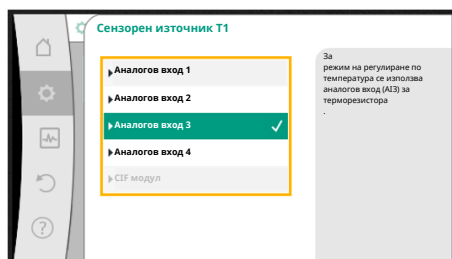 Сензорен източник T1
Аналогов вход 1
Аналогов вход 2
Аналогов вход 3
Аналогов вход 4
CIF модул
За
режим на регулиране по
температура се използва
аналогов вход (AI3) за
терморезистора
.